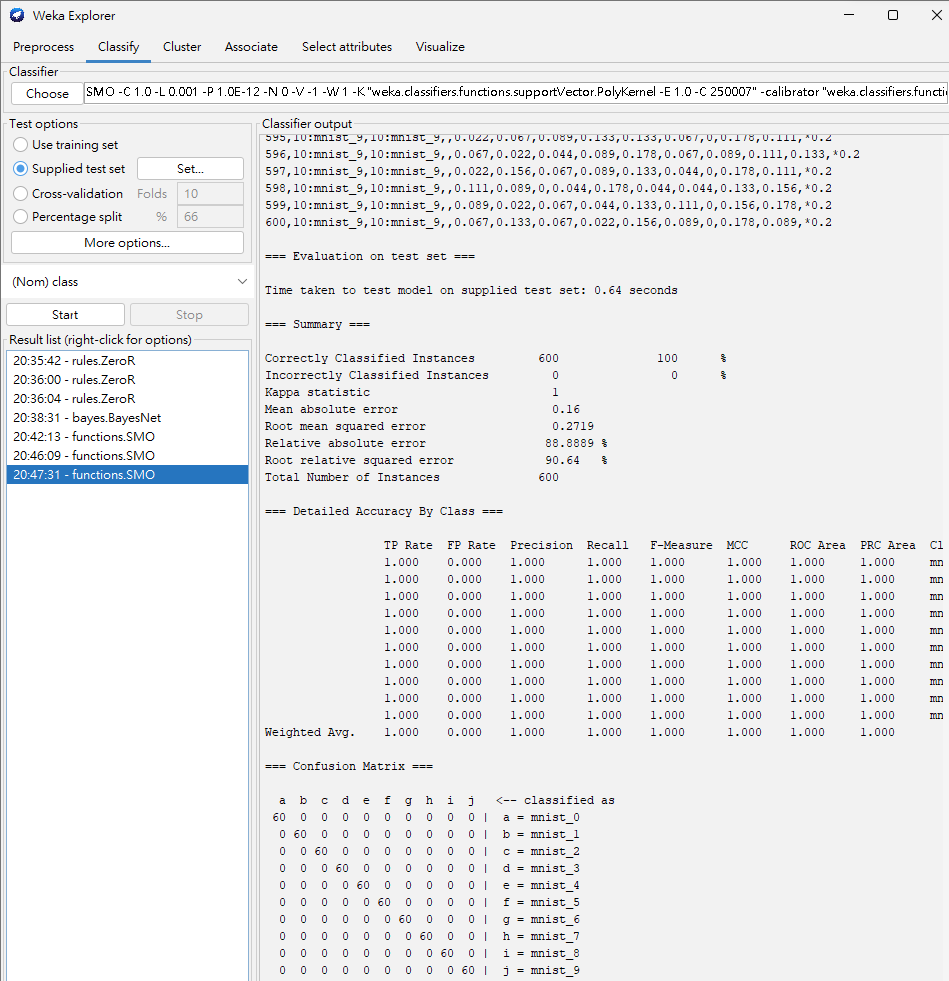 Weka Explorer
Preprocess Classify Cluster Associate Select attributes Visualize
Classifier
Choose SMO -C 1.0 -L 0.001 -P 1.0E-12 -N 0 -V -1 -W 1 -K "weka.classifiers.functions.supportVector.PolyKernel -E 1.0 -C 250007" -calibrator "weka.classifiers.functi
Test options
Use training set
Supplied test set Set...
Cross-validation Folds 10
Percentage split % 66
More options...
(Nom) class
Start Stop
Result list (right-click for options)
20:35:42 - rules.ZeroR
20:36:00 - rules.ZeroR
20:36:04 - rules.ZeroR
20:38:31 - bayes.BayesNet
20:42:13 - functions.SMO
20:46:09 - functions.SMO
20:47:31 - functions.SMO
Classifier output
595,10:mnist_9,10:mnist_9,,0.022,0.067,0.089,0.133,0.133,0.067,0,0.178,0.111,*0.2
596,10:mnist_9,10:mnist_9,,0.067,0.022,0.044,0.089,0.178,0.067,0.089,0.111,0.133,*0.2
597,10:mnist_9,10:mnist_9,,0.022,0.156,0.067,0.089,0.133,0.044,0,0.178,0.111,*0.2
598,10:mnist_9,10:mnist_9,,0.111,0.089,0,0.044,0.178,0.044,0.044,0.133,0.156,*0.2
599,10:mnist_9,10:mnist_9,,0.089,0.022,0.067,0.044,0.133,0.111,0,0.156,0.178,*0.2
600,10:mnist_9,10:mnist_9,,0.067,0.133,0.067,0.022,0.156,0.089,0,0.178,0.089,*0.2
=== Evaluation on test set ===
Time taken to test model on supplied test set: 0.64 seconds
=== Summary ===
Correctly Classified Instances 600 100 %
Incorrectly Classified Instances 0 0 %
Kappa statistic 1
Mean absolute error 0.16
Root mean squared error 0.2719
Relative absolute error 88.8889 %
Root relative squared error 90.64 %
Total Number of Instances 600
=== Detailed Accuracy By Class ===
TP Rate FP Rate Precision Recall F-Measure MCC ROC Area PRC Area Cl
1.000 0.000 1.000 1.000 1.000 1.000 1.000 1.000 mn
1.000 0.000 1.000 1.000 1.000 1.000 1.000 1.000 mn
1.000 0.000 1.000 1.000 1.000 1.000 1.000 1.000 mn
1.000 0.000 1.000 1.000 1.000 1.000 1.000 1.000 mn
1.000 0.000 1.000 1.000 1.000 1.000 1.000 1.000 mn
1.000 0.000 1.000 1.000 1.000 1.000 1.000 1.000 mn
1.000 0.000 1.000 1.000 1.000 1.000 1.000 1.000 mn
1.000 0.000 1.000 1.000 1.000 1.000 1.000 1.000 mn
1.000 0.000 1.000 1.000 1.000 1.000 1.000 1.000 mn
1.000 0.000 1.000 1.000 1.000 1.000 1.000 1.000 mn
Weighted Avg. 1.000 0.000 1.000 1.000 1.000 1.000 1.000 1.000
=== Confusion Matrix ===
a b c d e f g h i j <-- classified as
60 0 0 0 0 0 0 0 0 0 | a = mnist_0
0 60 0 0 0 0 0 0 0 0 | b = mnist_1
0 0 60 0 0 0 0 0 0 0 | c = mnist_2
0 0 0 60 0 0 0 0 0 0 | d = mnist_3
0 0 0 0 60 0 0 0 0 0 | e = mnist_4
0 0 0 0 0 60 0 0 0 0 | f = mnist_5
0 0 0 0 0 0 60 0 0 0 | g = mnist_6
0 0 0 0 0 0 0 60 0 0 | h = mnist_7
0 0 0 0 0 0 0 0 60 0 | i = mnist_8
0 0 0 0 0 0 0 0 0 60 | j = mnist_9